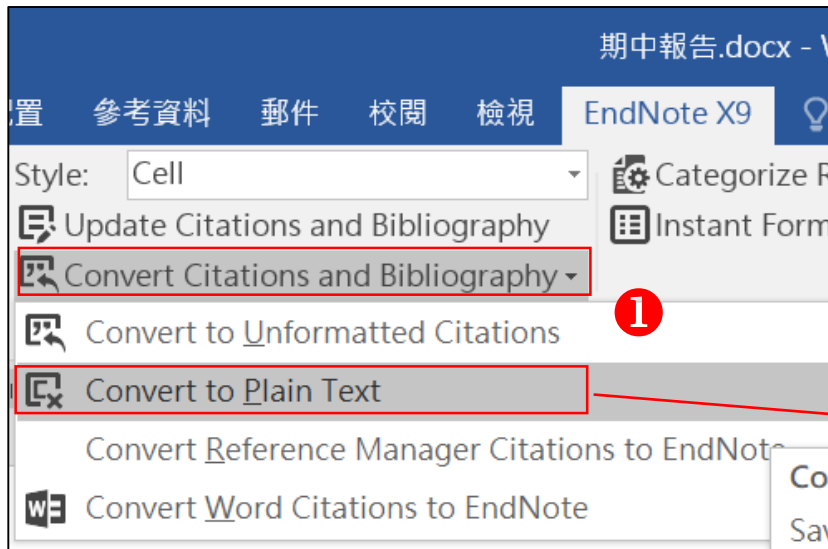 期中報告.docx -
置 參考資料 郵件 校閱 檢視 EndNote X9
Style: Cell Categorize
Update Citations and Bibliography Instant Form
Convert Citations and Bibliography
1
Convert to Unformatted Citations
Convert to Plain Text
Convert Reference Manager Citations to EndNote
Co
Convert Word Citations to EndNote
Sav